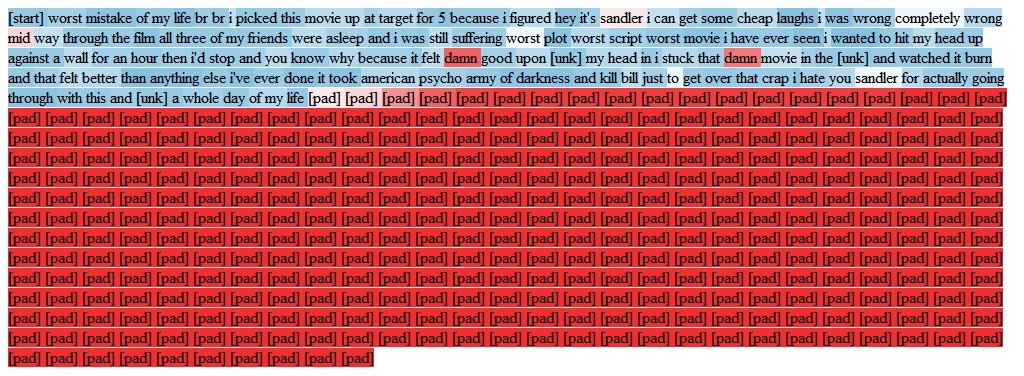 [start] worst mistake of my life br br i picked this movie up at target for 5 because i figured hey it's sandler i can get some cheap laughs i was wrong completely wrong
mid way through the film all three of my friends were asleep and i was still suffering worst plot worst script worst movie i have ever seen i wanted to hit my head up
against a wall for an hour then i'd stop and you know why because it felt damn good upon [unk] my head in i stuck that damn movie in the [unk] and watched it burn
and that felt better than anything else i've ever done it took american psycho army of darkness and kill bill just to get over that crap i hate you sandler for actually going
through with this and [unk] a whole day of my life [pad] [pad] [pad] [pad] [pad] [pad] [pad] [pad] [pad] [pad] [pad] [pad] [pad] [pad] [pad] [pad] [pad] [pad] [pad]
[pad] [pad] [pad] [pad] [pad] [pad] [pad] [pad] [pad] [pad] [pad] [pad] [pad] [pad] [pad] [pad] [pad] [pad] [pad] [pad] [pad] [pad] [pad] [pad] [pad] [pad] [pad]
[pad] [pad] [pad] [pad] [pad] [pad] [pad] [pad] [pad] [pad] [pad] [pad] [pad] [pad] [pad] [pad] [pad] [pad] [pad] [pad] [pad] [pad] [pad] [pad] [pad] [pad] [pad]
[pad] [pad] [pad] [pad] [pad] [pad] [pad] [pad] [pad] [pad] [pad] [pad] [pad] [pad] [pad] [pad] [pad] [pad] [pad] [pad] [pad] [pad] [pad] [pad] [pad] [pad] [pad]
[pad] [pad] [pad] [pad] [pad] [pad] [pad] [pad] [pad] [pad] [pad] [pad] [pad] [pad] [pad] [pad] [pad] [pad] [pad] [pad] [pad] [pad] [pad] [pad] [pad] [pad] [pad]
[pad] [pad] [pad] [pad] [pad] [pad] [pad] [pad] [pad] [pad] [pad] [pad] [pad] [pad] [pad] [pad] [pad] [pad] [pad] [pad] [pad] [pad] [pad] [pad] [pad] [pad] [pad]
[pad] [pad] [pad] [pad] [pad] [pad] [pad] [pad] [pad] [pad] [pad] [pad] [pad] [pad] [pad] [pad] [pad] [pad] [pad] [pad] [pad] [pad] [pad] [pad] [pad] [pad] [pad]
[pad] [pad] [pad] [pad] [pad] [pad] [pad] [pad] [pad] [pad] [pad] [pad] [pad] [pad] [pad] [pad] [pad] [pad] [pad] [pad] [pad] [pad] [pad] [pad] [pad] [pad] [pad]
[pad] [pad] [pad] [pad] [pad] [pad] [pad] [pad] [pad] [pad] [pad] [pad] [pad] [pad] [pad] [pad] [pad] [pad] [pad] [pad] [pad] [pad] [pad] [pad] [pad] [pad] [pad]
[pad] [pad] [pad] [pad] [pad] [pad] [pad] [pad] [pad] [pad] [pad] [pad] [pad] [pad] [pad] [pad] [pad] [pad] [pad] [pad] [pad] [pad] [pad] [pad] [pad] [pad] [pad]
[pad] [pad] [pad] [pad] [pad] [pad] [pad] [pad] [pad] [pad] [pad] [pad] [pad] [pad] [pad] [pad] [pad] [pad] [pad] [pad] [pad] [pad] [pad] [pad] [pad] [pad] [pad]
[pad] [pad] [pad] [pad] [pad] [pad] [pad] [pad] [pad] [pad] [pad] [pad] [pad] [pad] [pad] [pad] [pad] [pad] [pad] [pad] [pad] [pad] [pad] [pad] [pad] [pad] [pad]
[pad] [pad] [pad] [pad] [pad] [pad] [pad] [pad] [pad] [pad] [pad] [pad] [pad] [pad] [pad] [pad] [pad] [pad] [pad] [pad] [pad] [pad] [pad] [pad] [pad] [pad] [pad]
[pad] [pad] [pad] [pad] [pad] [pad] [pad] [pad] [pad] [pad]